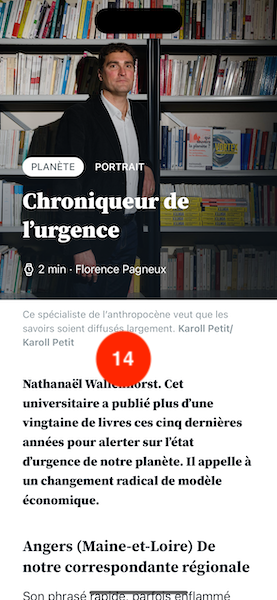 PLANÈTE PORTRAIT
Chroniqueur de
l'urgence
2 min · Florence Pagneux
Ce spécialiste de l'anthropocène veut que les
savoirs soient diffusés largement. Karoll Petit/
Karoll Petit
14
Nathanaël Wallenhorst. Cet
universitaire a publié plus d'une
vingtaine de livres ces cinq dernières
années pour alerter sur l'état
d'urgence de notre planète. Il appelle à
un changement radical de modèle
économique.
Angers (Maine-et-Loire) De
notre correspondante régionale
Son phrasé rapide, parfois enflammé